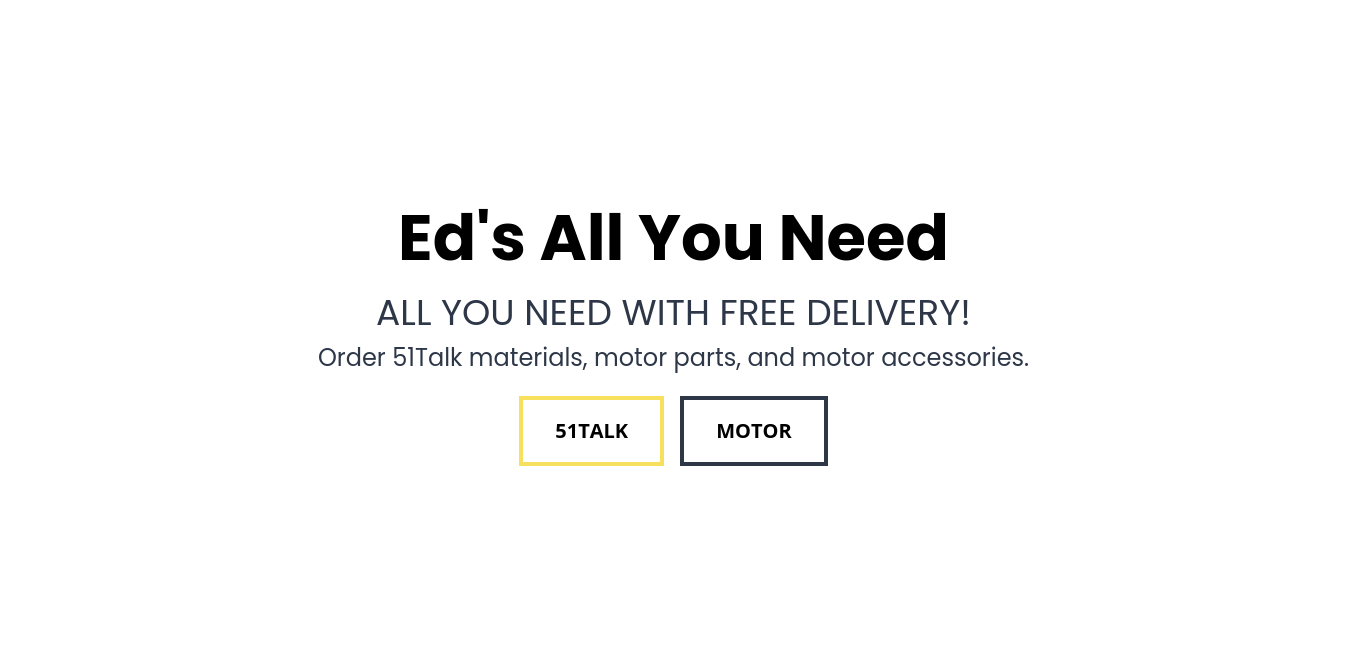 Ed's All You Need
ALL YOU NEED WITH FREE DELIVERY!
Order 51Talk materials, motor parts, and motor accessories.
51TALK MOTOR